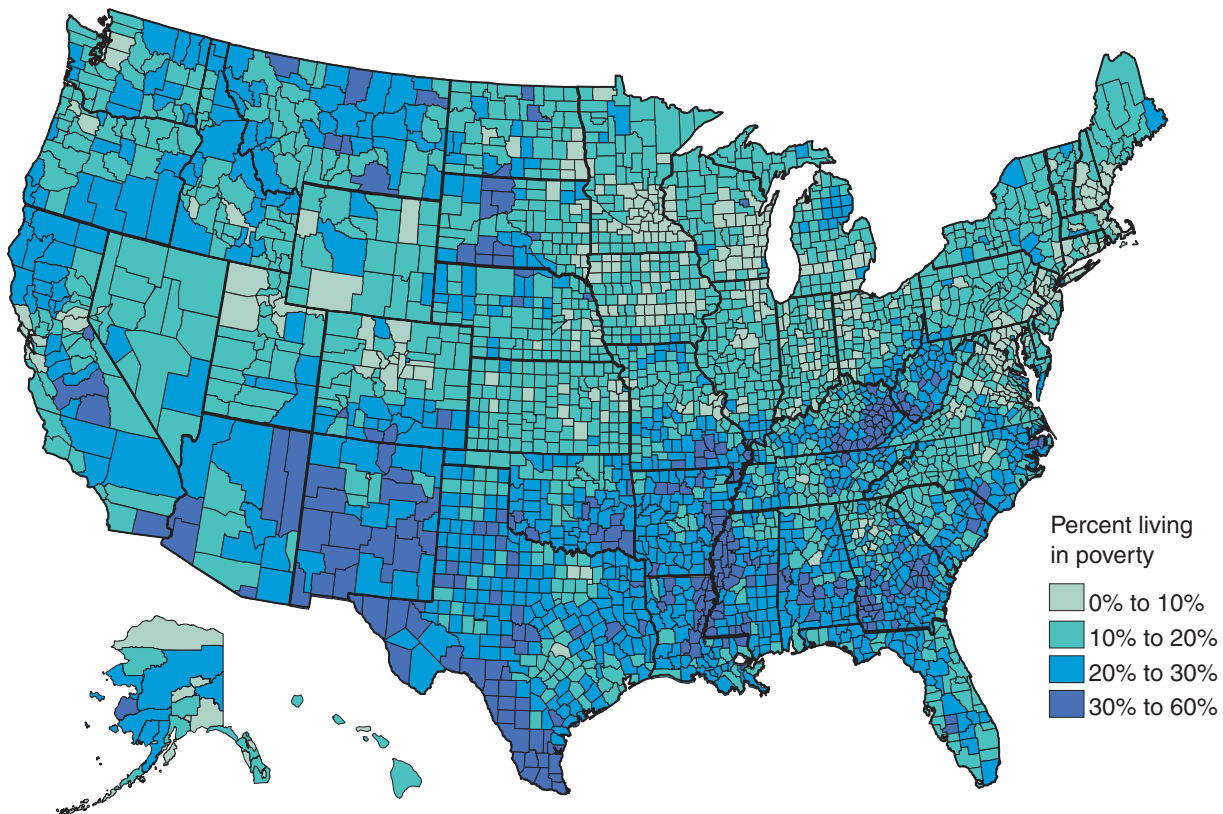 Percent living
in poverty
0% to 10%
10% to 20%
20% to 30%
30% to 60%